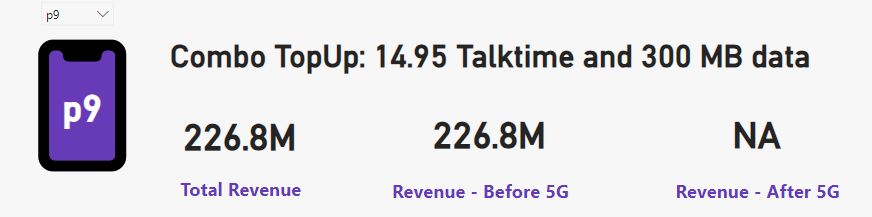 p9
p9
Combo TopUp: 14.95 Talktime and 300 MB data
226.8M
226.8M
NA
Total Revenue
Revenue - Before 5G
Revenue - After 5G